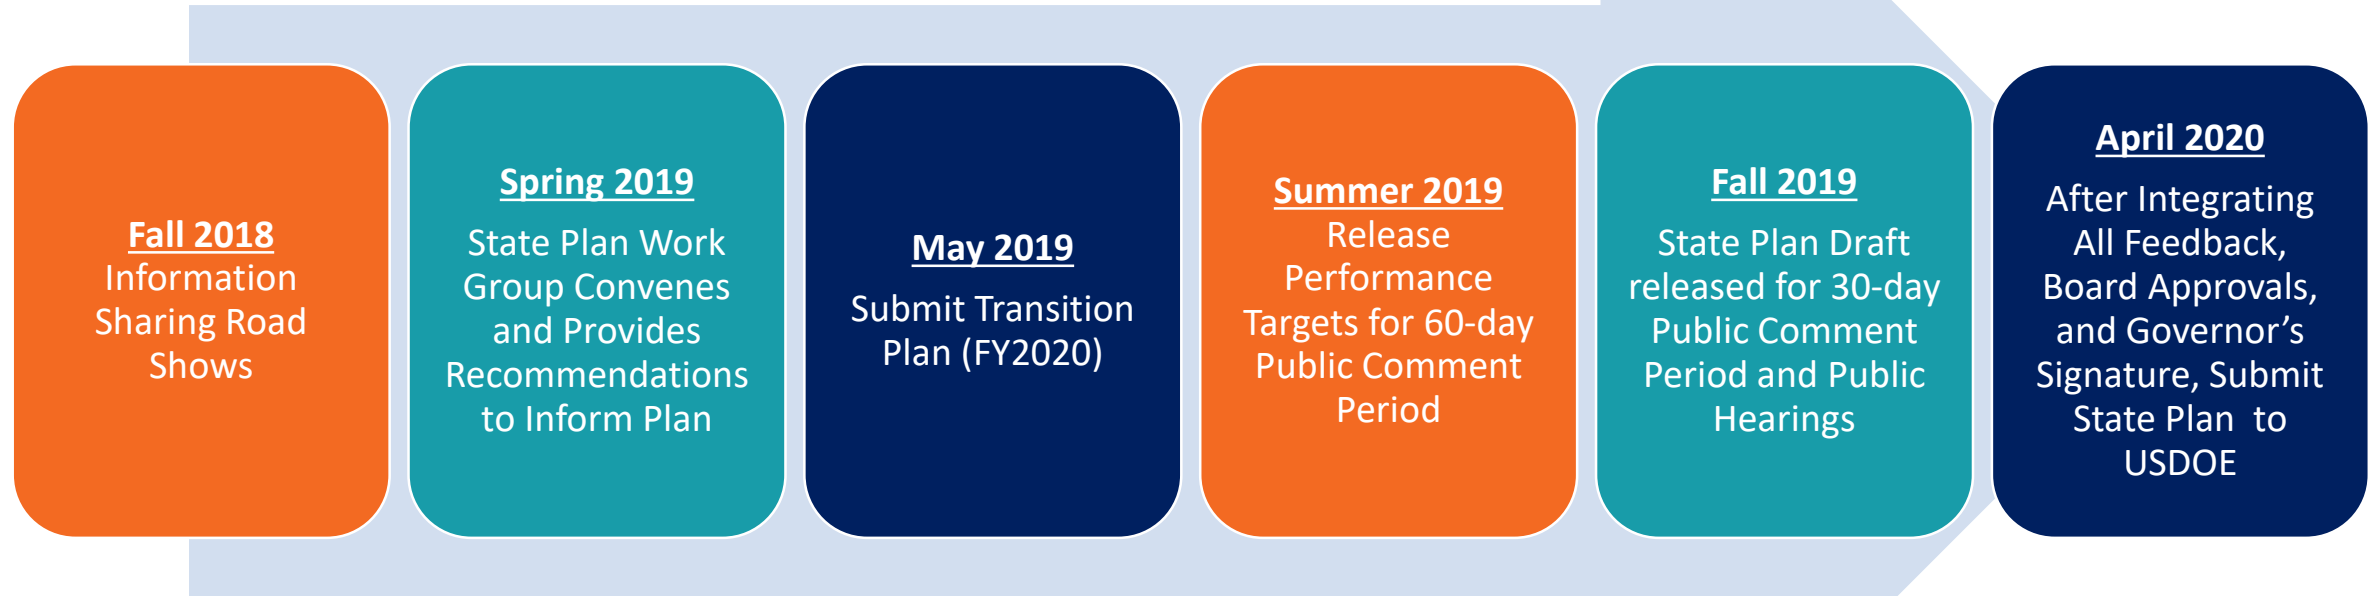 Fall 2018
Information
Sharing Road
Shows
Spring 2019
State Plan Work
Group Convenes
and Provides
Recommendations
to Inform Plan
May 2019
Submit Transition
Plan (FY2020)
Summer 2019
Release
Performance
Targets for 60-day
Public Comment
Period
Fall 2019
State Plan Draft
released for 30-day
Public Comment
Period and Public
Hearings
April 2020
After Integrating
All Feedback,
Board Approvals,
and Governor’s
Signature, Submit
State Plan  to
USDOE